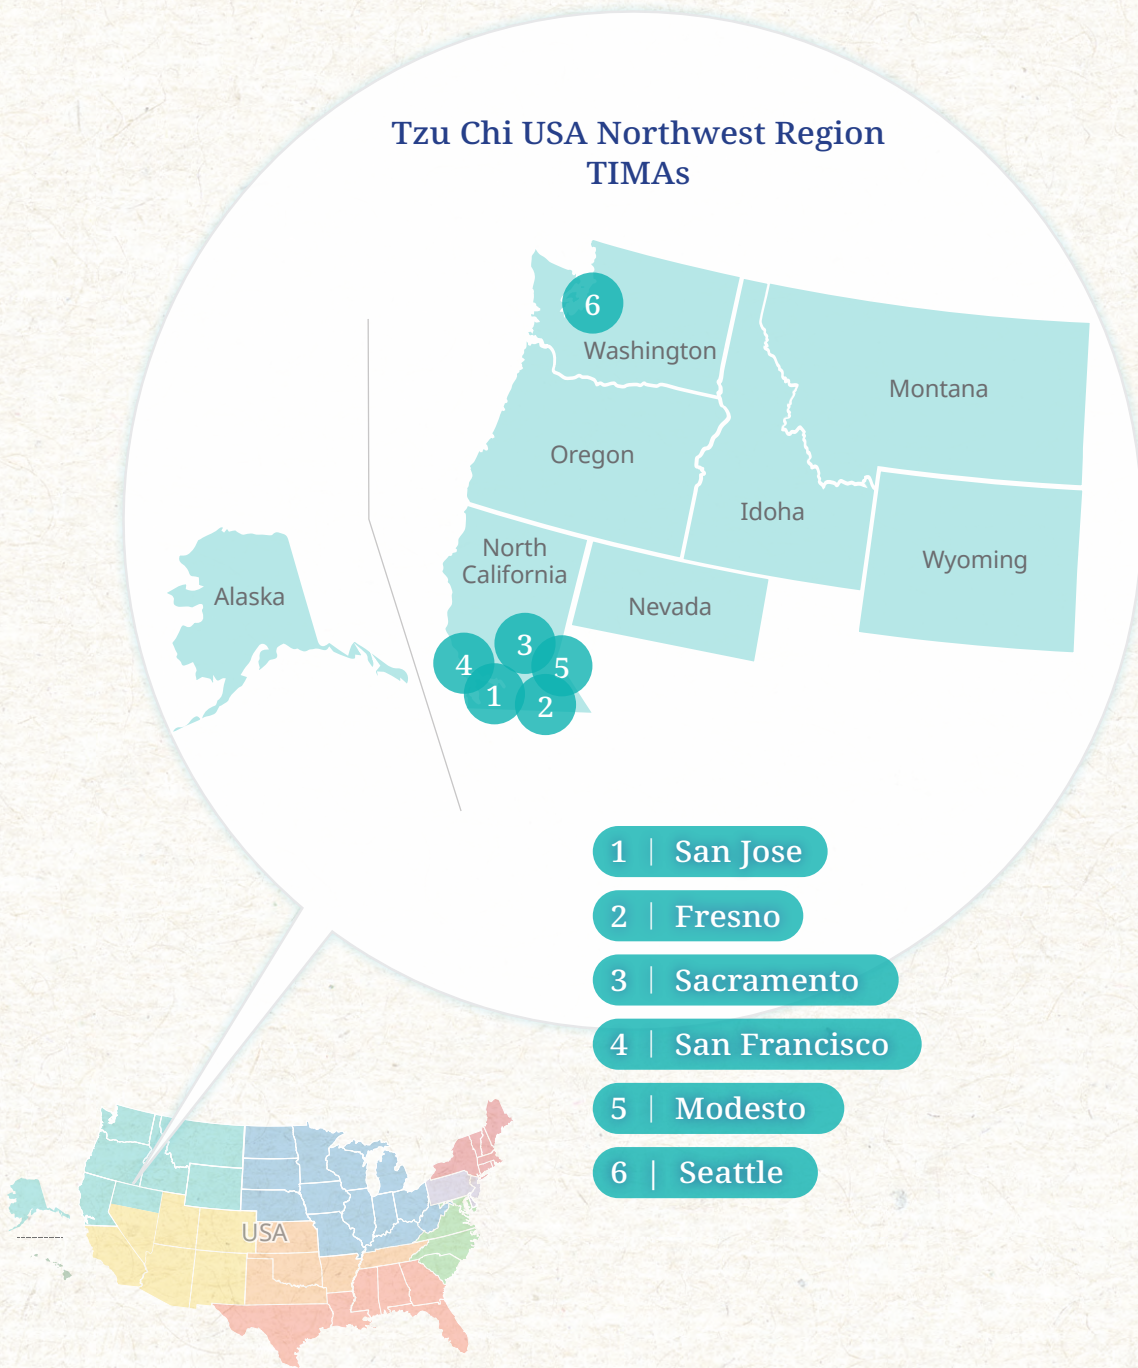 Tzu Chi USA Northwest Region
TIMAs
6
Washington
Montana
Oregon
Idoha
North
California
Wyoming
Alaska
Nevada
3
4
5
1
2
1 | San Jose
2 | Fresno
3 | Sacramento
4 | San Francisco
5 | Modesto
6 | Seattle
USA